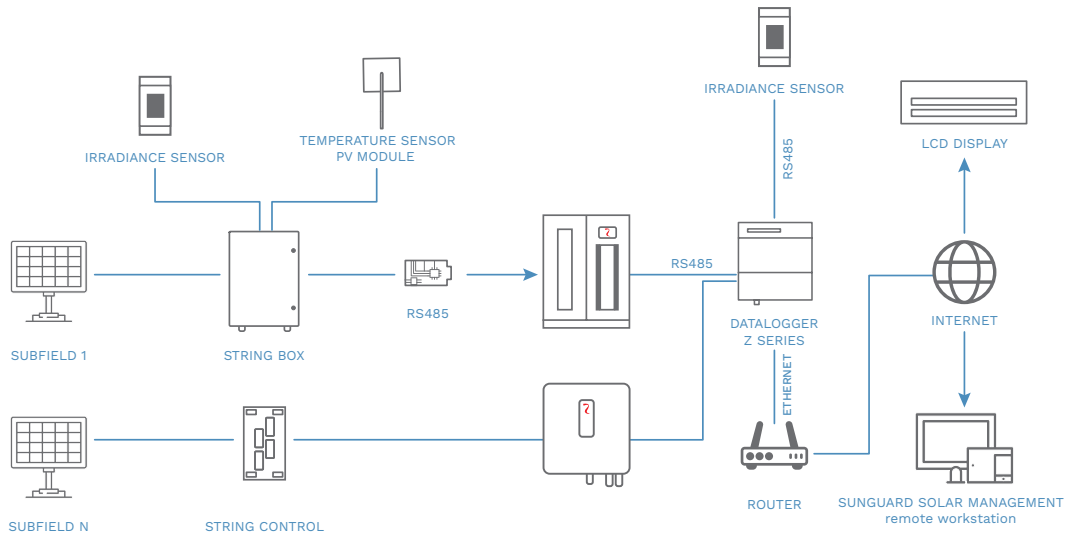 IRRADIANCE SENSOR
LCD DISPLAY
TEMPERATURE SENSOR
PV MODULE
IRRADIANCE SENSOR
RS485
RS485
RS485
DATALOGGER
Z SERIES
INTERNET
SUBFIELD 1
STRING BOX
ETHERNET
ROUTER
SUNGUARD SOLAR MANAGEMENT
remote workstation
SUBFIELD N
STRING CONTROL